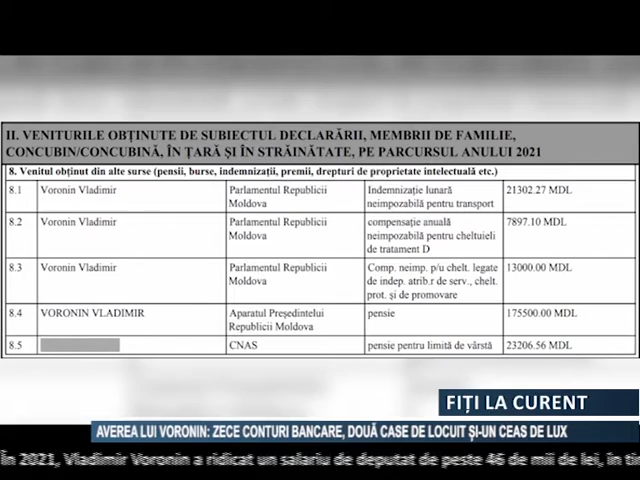 II. VENITURILE OBȚINUTE DE SUBIECTUL DECLARĂRII, MEMBRII DE FAMILIE,
CONCUBIN/CONCUBINĂ, ÎN ȚARĂ ȘI ÎN STRĂINĂTATE, PE PARCURSUL ANULUI 2021
8. Venitul obținut din alte surse (pensii, burse, indemnizații, premii, drepturi de proprietate intelectuală etc.)
8.1 Voronin Vladimir Parlamentul Republicii Indemnizație lunară 21302.27 MDL
Moldova neimpozabilă pentru transport
8.2 Voronin Vladimir Parlamentul Republicii compensație anuală 7897.10 MDL
Moldova neimpozabilă pentru cheltuieli
de tratament D
8.3 Voronin Vladimir Parlamentul Republicii Comp. neimp. p/u chelt. legate 13000.00 MDL
Moldova de indep. atrib.r de serv., chelt.
prot. și de promovare
8.4 VORONIN VLADIMIR Aparatul Președintelui pensie 175500.00 MDL
Republicii Moldova
8.5 CNAS pensie pentru limită de vârstă 23206.56 MDL
FIȚI LA CURENT
AVEREA LUI VORONIN: ZECE CONTURI BANCARE, DOUĂ CASE DE LOCUIT ȘI-UN CEAS DE LUX
În 2021, Vladimir Voronin a ridicat un salariu de deputat de peste 46 de mii de lei, în